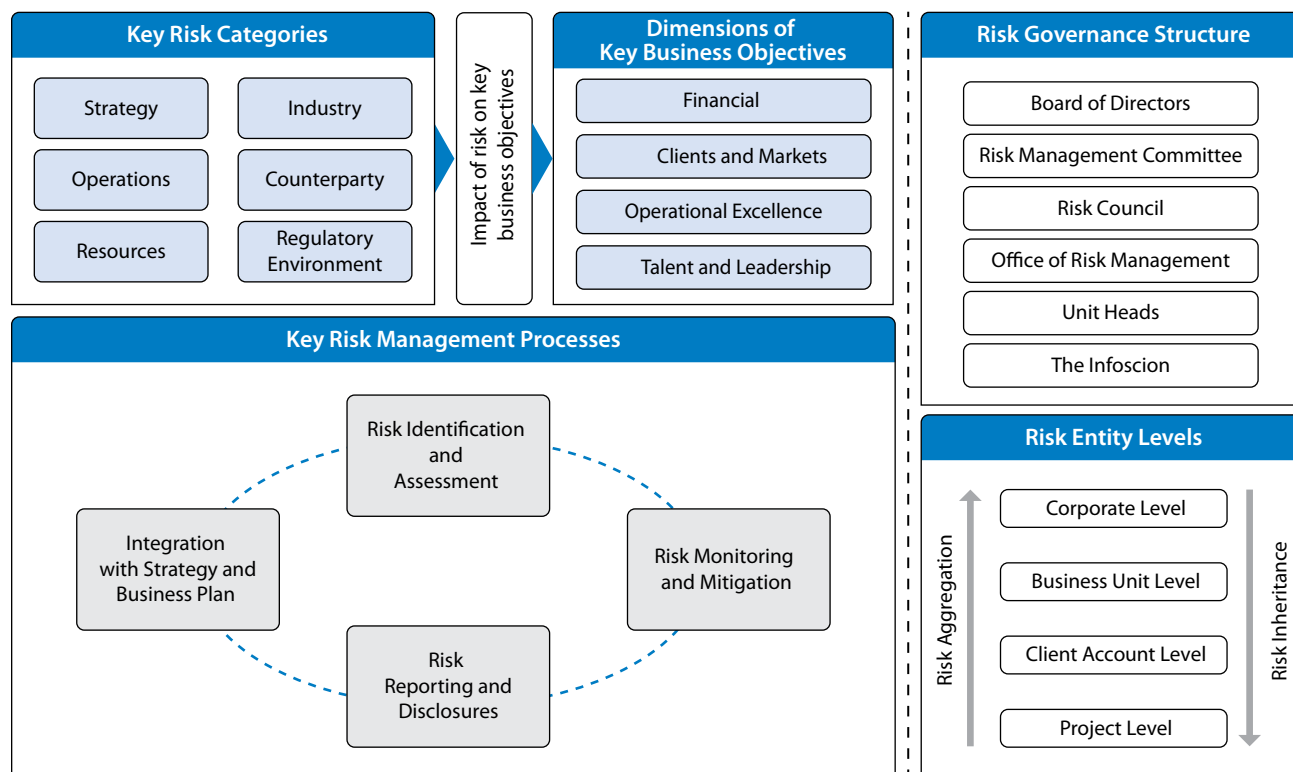 Key Risk Categories
Strategy
Industry
Operations
Counterparty
Resources
Regulatory
Environment
Impact of risk on key
business objectives
Dimensions of
Key Business Objectives
Financial
Clients and Markets
Operational Excellence
Talent and Leadership
Key Risk Management Processes
Risk Identification
and
Assessment
Integration
with Strategy and
Business Plan
Risk Monitoring
and Mitigation
Risk
Reporting and
Disclosures
Risk Governance Structure
Board of Directors
Risk Management Committee
Risk Council
Office of Risk Management
Unit Heads
The Infoscion
Risk Entity Levels
Risk Aggregation
Corporate Level
Business Unit Level
Client Account Level
Project Level
Risk Inheritance